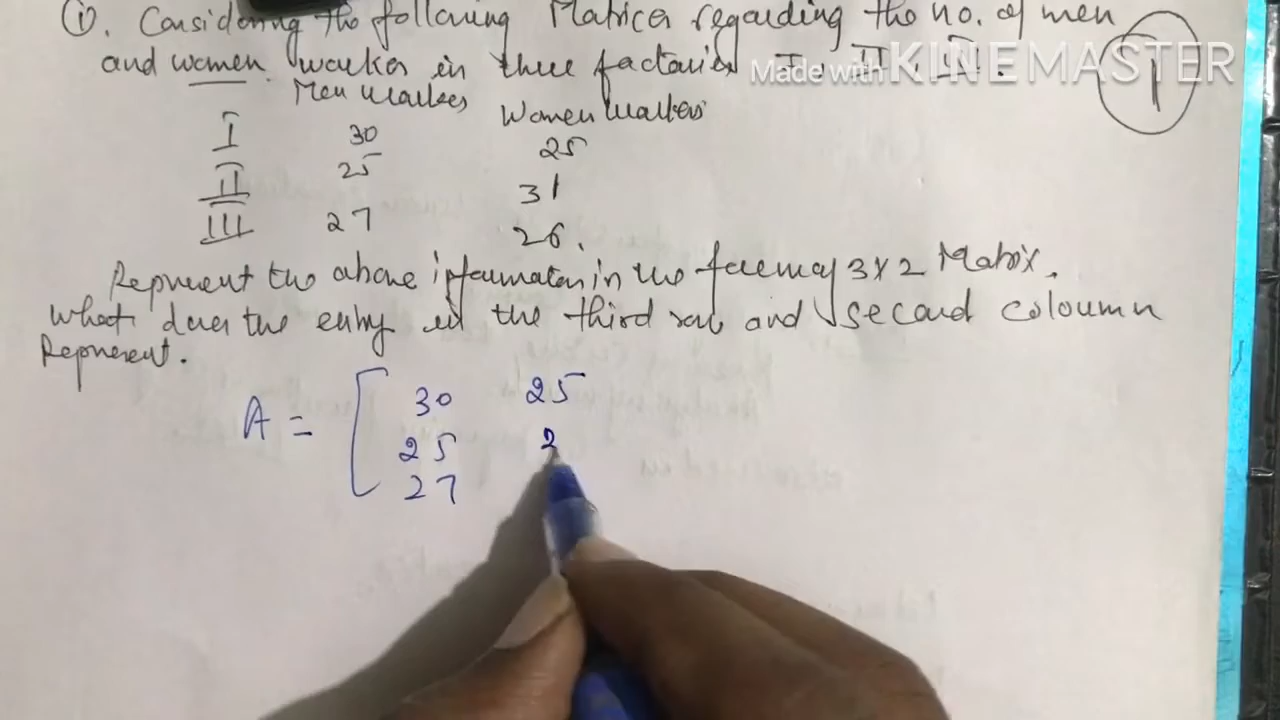 (i). Considering the following Matrices regarding the no. of men
and women workers in three factories I, II, III.
Made with KINEMASTER
1
Men workers Women workers
I 30 25
II 25 31
III 27 26.
Represent the above information in the form of 3 x 2 Matrix.
What does the entry in the third row and second coloumn
Represent.
A = [ 30 25
25 2
27